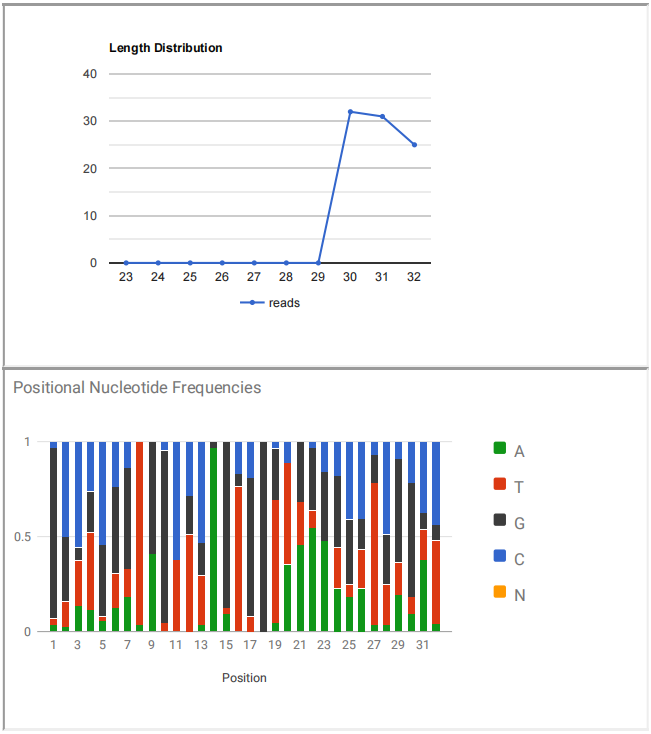 Length Distribution
40
30
20
10
0
23 24 25 26 27 28 29 30 31 32
reads
Positional Nucleotide Frequencies
1
0.5
0
1 3 5 7 9 11 13 15 17 19 21 23 25 27 29 31
Position
A
T
G
C
N